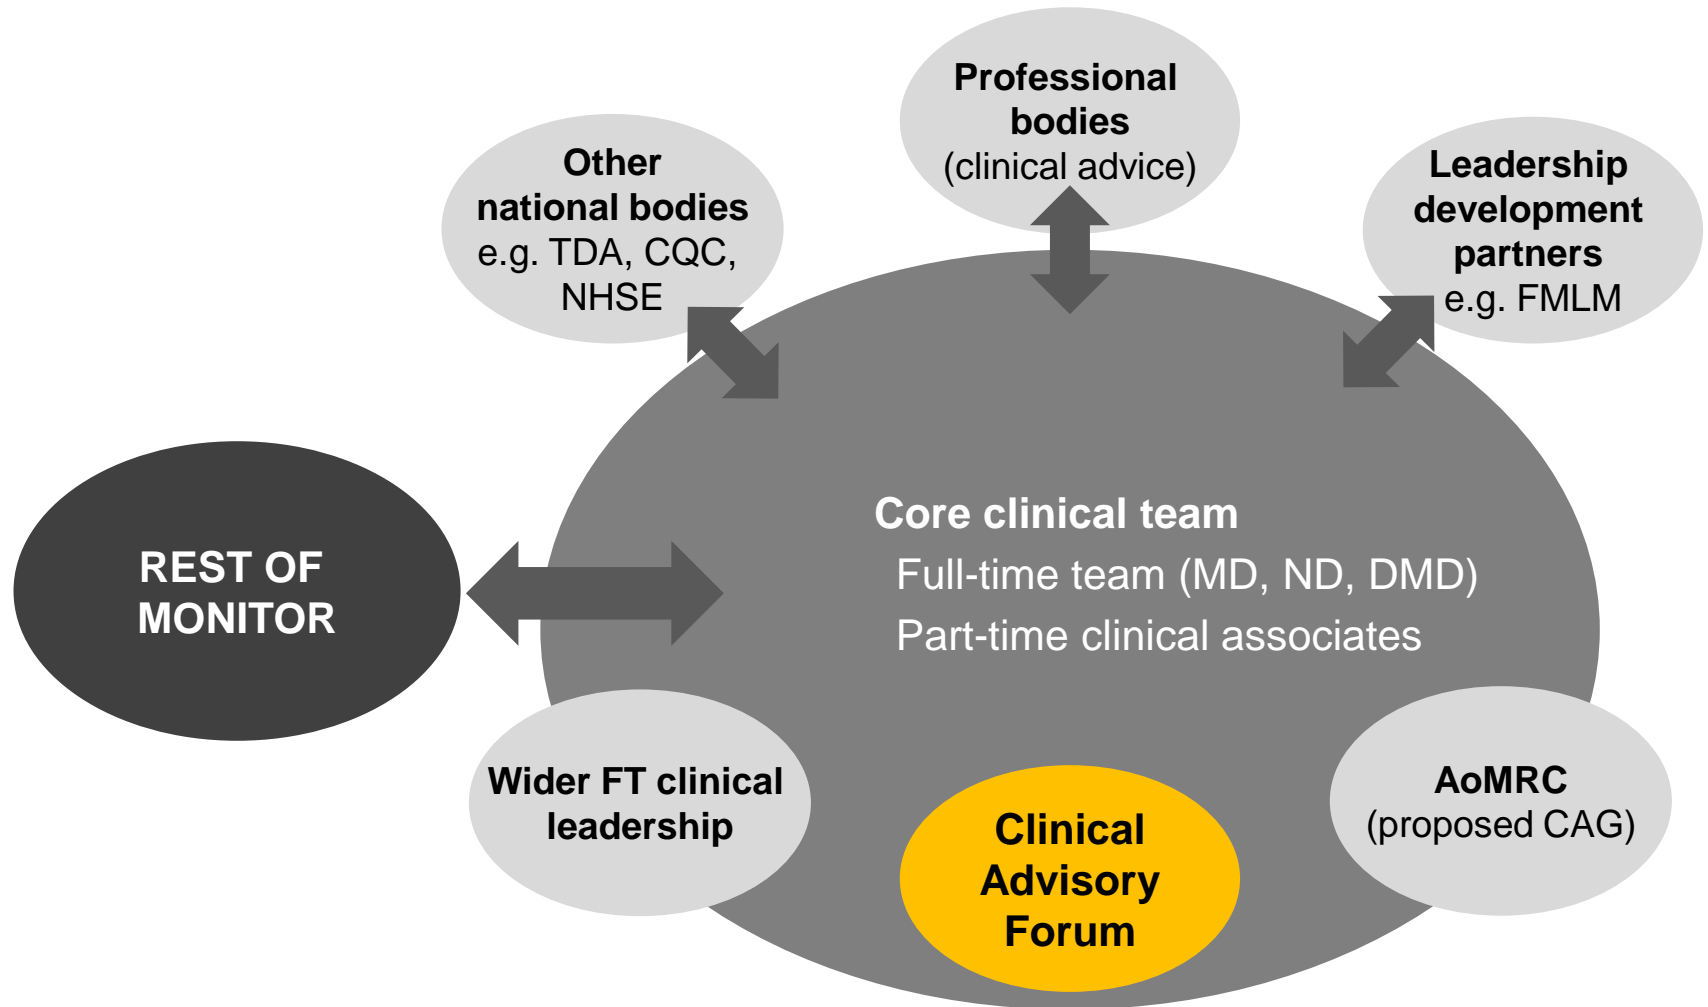 Professional
bodies
(clinical advice)
Other
national bodies
e.g. TDA, CQC,
NHSE
Leadership
development
partners
e.g. FMLM
REST OF
MONITOR
Core clinical team
Full-time team (MD, ND, DMD)
Part-time clinical associates
Wider FT clinical
leadership
Clinical
Advisory
Forum
AoMRC
(proposed CAG)